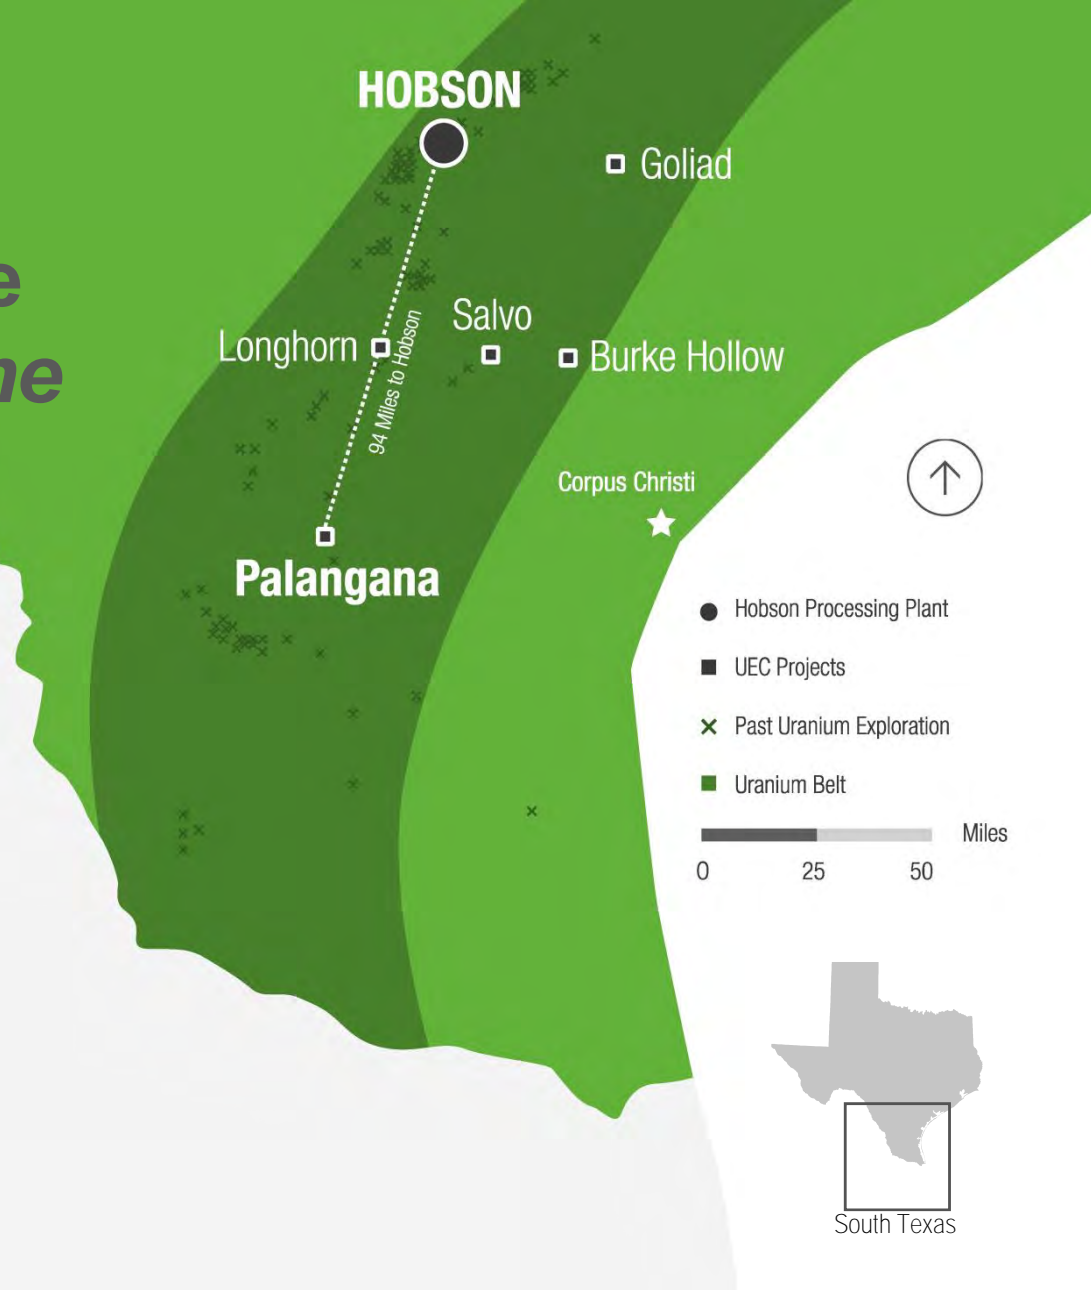 HOBSON
Goliad
Salvo
Longhorn
Burke Hollow
94 Miles to Hobson
Corpus Christi
Palangana
Hobson Processing Plant
UEC Projects
Past Uranium Exploration
Uranium Belt
Miles
0 25 50
South Texas